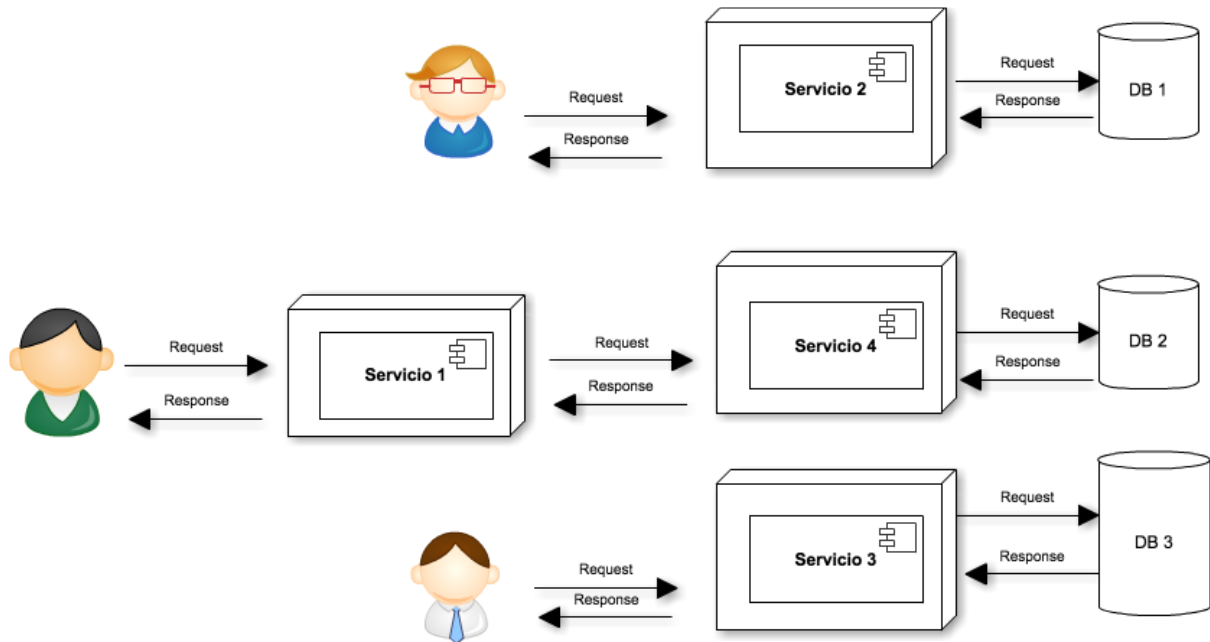 Request
Response
Servicio 2
Request
Response
DB 1
Request
Response
Servicio 1
Request
Response
Servicio 4
Request
Response
DB 2
Request
Response
Servicio 3
Request
Response
DB 3